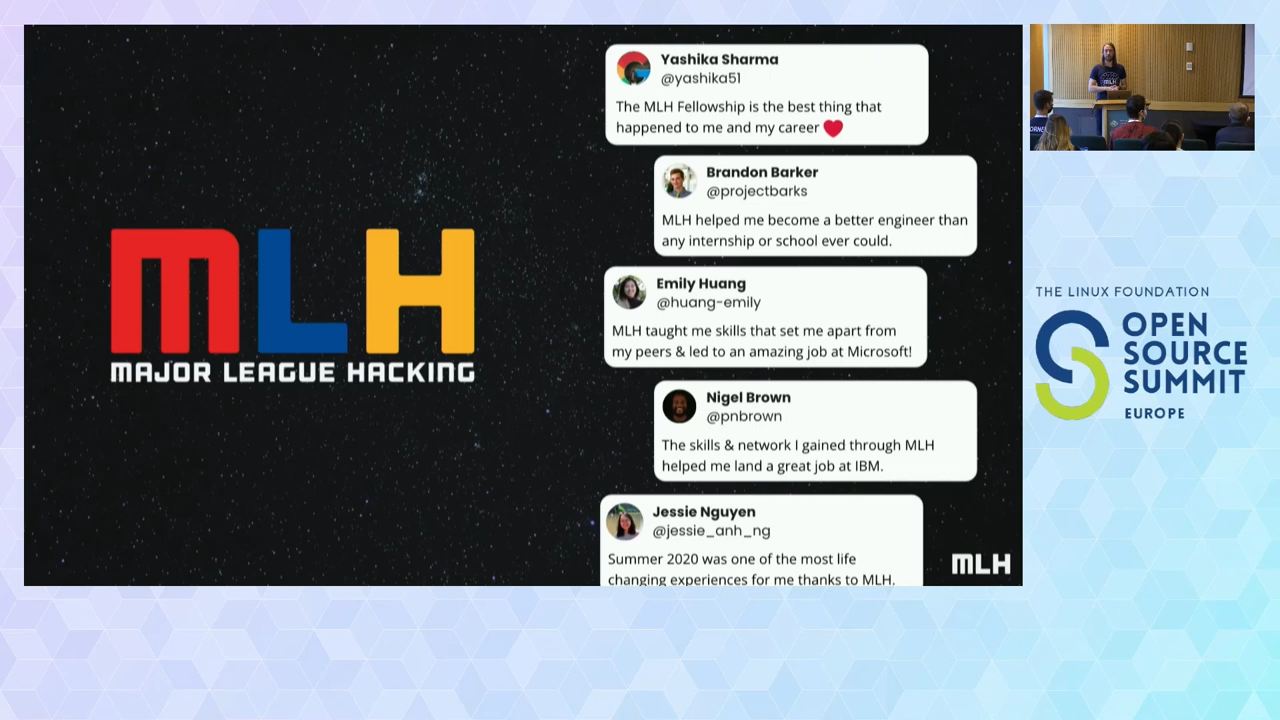 MLH
MAJOR LEAGUE HACKING
Yashika Sharma
@yashika51
The MLH Fellowship is the best thing that
happened to me and my career ❤️
Brandon Barker
@projectbarks
MLH helped me become a better engineer than
any internship or school ever could.
Emily Huang
@huang-emily
MLH taught me skills that set me apart from
my peers & led to an amazing job at Microsoft!
Nigel Brown
@pnbrown
The skills & network I gained through MLH
helped me land a great job at IBM.
Jessie Nguyen
@jessie_anh_ng
Summer 2020 was one of the most life
changing experiences for me thanks to MLH.
MLH
MLH
THE LINUX FOUNDATION
OPEN
SOURCE
SUMMIT
EUROPE